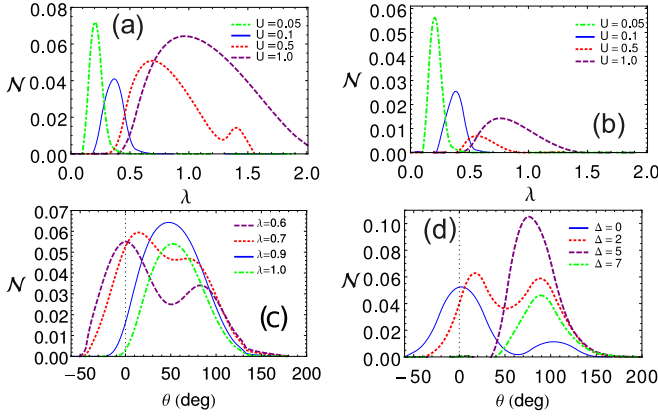 0.08
0.06
0.04
0.02
0.00
𝒩
(a)
U = 0.05
U = 0.1
U = 0.5
U = 1.0
0.0 0.5 1.0 1.5 2.0
λ
0.06
0.05
0.04
0.03
0.02
0.01
0.00
𝒩
U = 0.05
U = 0.1
U = 0.5
U = 1.0
(b)
0.0 0.5 1.0 1.5 2.0
λ
0.07
0.06
0.05
0.04
0.03
0.02
0.01
0.00
𝒩
λ=0.6
λ=0.7
λ=0.9
λ=1.0
(c)
−50 0 50 100 150 200
θ (deg)
0.10
0.08
0.06
0.04
0.02
0.00
𝒩
(d)
Δ = 0
Δ = 2
Δ = 5
Δ = 7
−50 0 50 100 150 200
θ (deg)